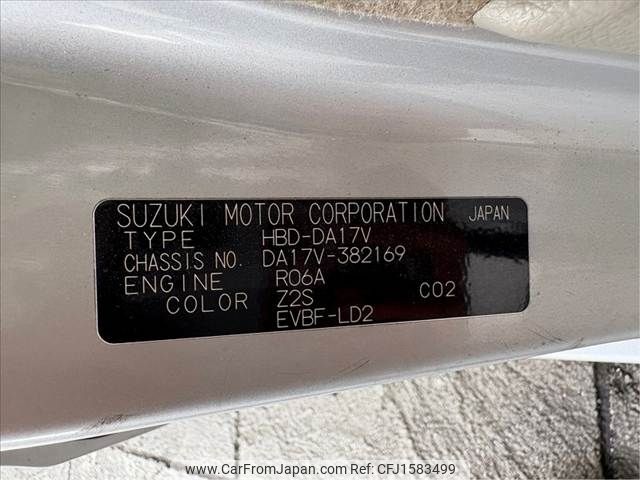 SUZUKI MOTOR CORPORATION JAPAN
TYPE HBD-DA17V
CHASSIS NO. DA17V-382169
ENGINE R06A
COLOR Z2S C02
EVBF-LD2
www.CarFromJapan.com - CFJ1583499